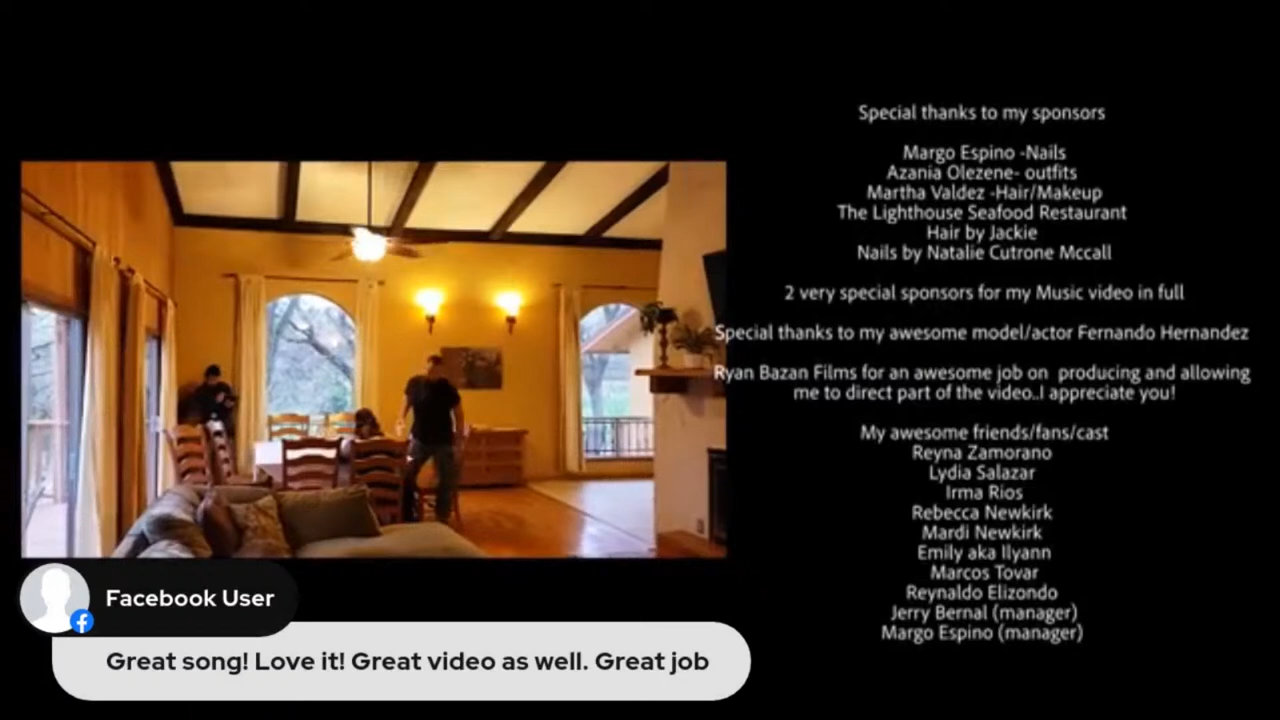 Special thanks to my sponsors
Margo Espino -Nails
Azania Olezene- outfits
Martha Valdez -Hair/Makeup
The Lighthouse Seafood Restaurant
Hair by Jackie
Nails by Natalie Cutrone Mccall
2 very special sponsors for my Music video in full
Special thanks to my awesome model/actor Fernando Hernandez
Ryan Bazan Films for an awesome job on producing and allowing
me to direct part of the video..I appreciate you!
My awesome friends/fans/cast
Reyna Zamorano
Lydia Salazar
Irma Rios
Rebecca Newkirk
Mardi Newkirk
Emily aka Ilyann
Marcos Tovar
Reynaldo Elizondo
Jerry Bernal (manager)
Margo Espino (manager)
Facebook User
Great song! Love it! Great video as well. Great job